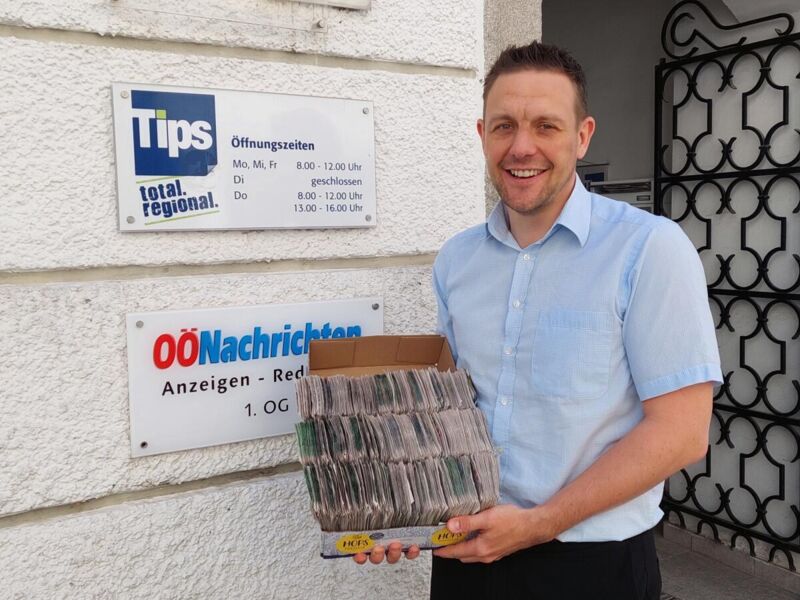 Tips
total.
regional.
Öffnungszeiten
Mo, Mi, Fr 8.00 - 12.00 Uhr
Di geschlossen
Do 8.00 - 12.00 Uhr
13.00 - 16.00 Uhr
OÖNachrichten
Anzeigen - Red
1. OG
HOPS